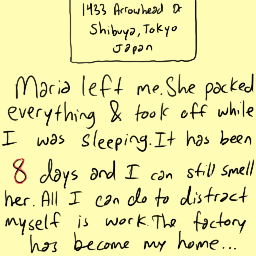 1433 Arrowhead Dr
Shibuya, Tokyo
Japan
Maria left me. She packed
everything & took off while
I was sleeping. It has been
8 days and I can still smell
her. All I can do to distract
myself is work. The factory
has become my home...